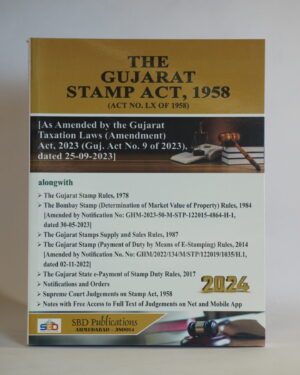 THE
GUJARAT
STAMP ACT, 1958
(ACT NO. LX OF 1958)
[As Amended by the Gujarat
Taxation Laws (Amendment)
Act, 2023 (Guj. Act No. 9 of 2023),
dated 25-09-2023]
alongwith
The Gujarat Stamp Rules, 1978
The Bombay Stamp (Determination of Market Value of Property) Rules, 1984
[Amended by Notification No: GHM-2023-50-M-STP-122015-4864-H-1,
dated 30-05-2023]
The Gujarat Stamps Supply and Sales Rules, 1987
The Gujarat Stamp (Payment of Duty by Means of E-Stamping) Rules, 2014
[Amended by Notification No. GHM/2022/134/M/STP/122019/1035/H.1,
dated 02-11-2022]
The Gujarat State e-Payment of Stamp Duty Rules, 2017
Notifications and Orders
Supreme Court Judgements on Stamp Act, 1958
Notes with Free Access to Full Text of Judgements on Net and Mobile App
2024
SBD
SBD Publications
AHMEDABAD - 380014